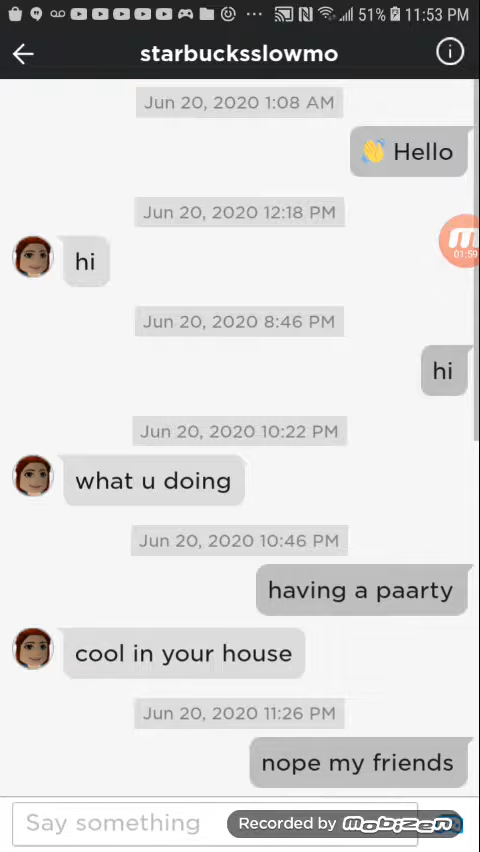 51% 11:53 PM
starbucksslowmo
Jun 20, 2020 1:08 AM
👋 Hello
Jun 20, 2020 12:18 PM
hi
01:59
Jun 20, 2020 8:46 PM
hi
Jun 20, 2020 10:22 PM
what u doing
Jun 20, 2020 10:46 PM
having a paarty
cool in your house
Jun 20, 2020 11:26 PM
nope my friends
Say something
Recorded by mobizen